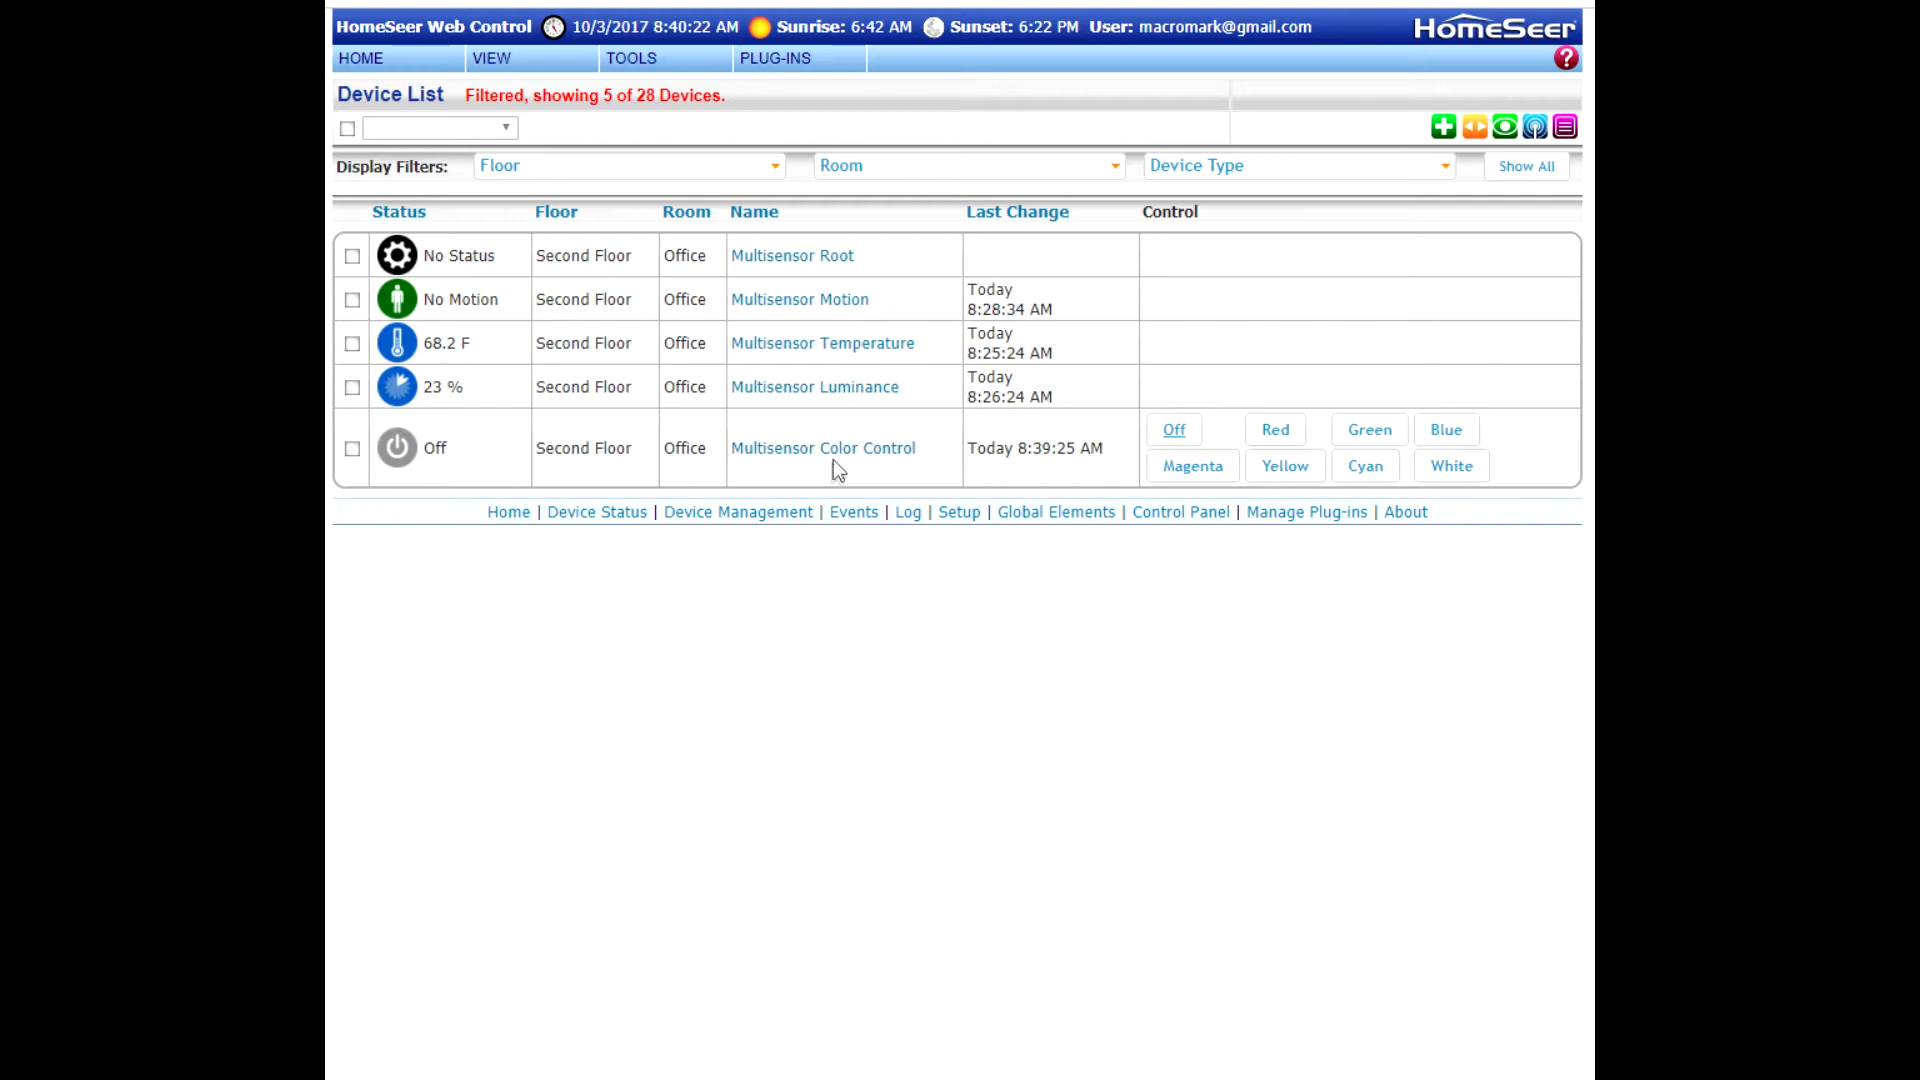 HomeSeer Web Control 10/3/2017 8:40:22 AM Sunrise: 6:42 AM Sunset: 6:22 PM User: macromark@gmail.com HomeSeer
HOME VIEW TOOLS PLUG-INS ?
Device List Filtered, showing 5 of 28 Devices.
Display Filters: Floor Room Device Type Show All
Status Floor Room Name Last Change Control
No Status Second Floor Office Multisensor Root
No Motion Second Floor Office Multisensor Motion Today
8:28:34 AM
68.2 F Second Floor Office Multisensor Temperature Today
8:25:24 AM
23 % Second Floor Office Multisensor Luminance Today
8:26:24 AM
Off Red Green Blue
Off Second Floor Office Multisensor Color Control Today 8:39:25 AM
Magenta Yellow Cyan White
Home | Device Status | Device Management | Events | Log | Setup | Global Elements | Control Panel | Manage Plug-ins | About